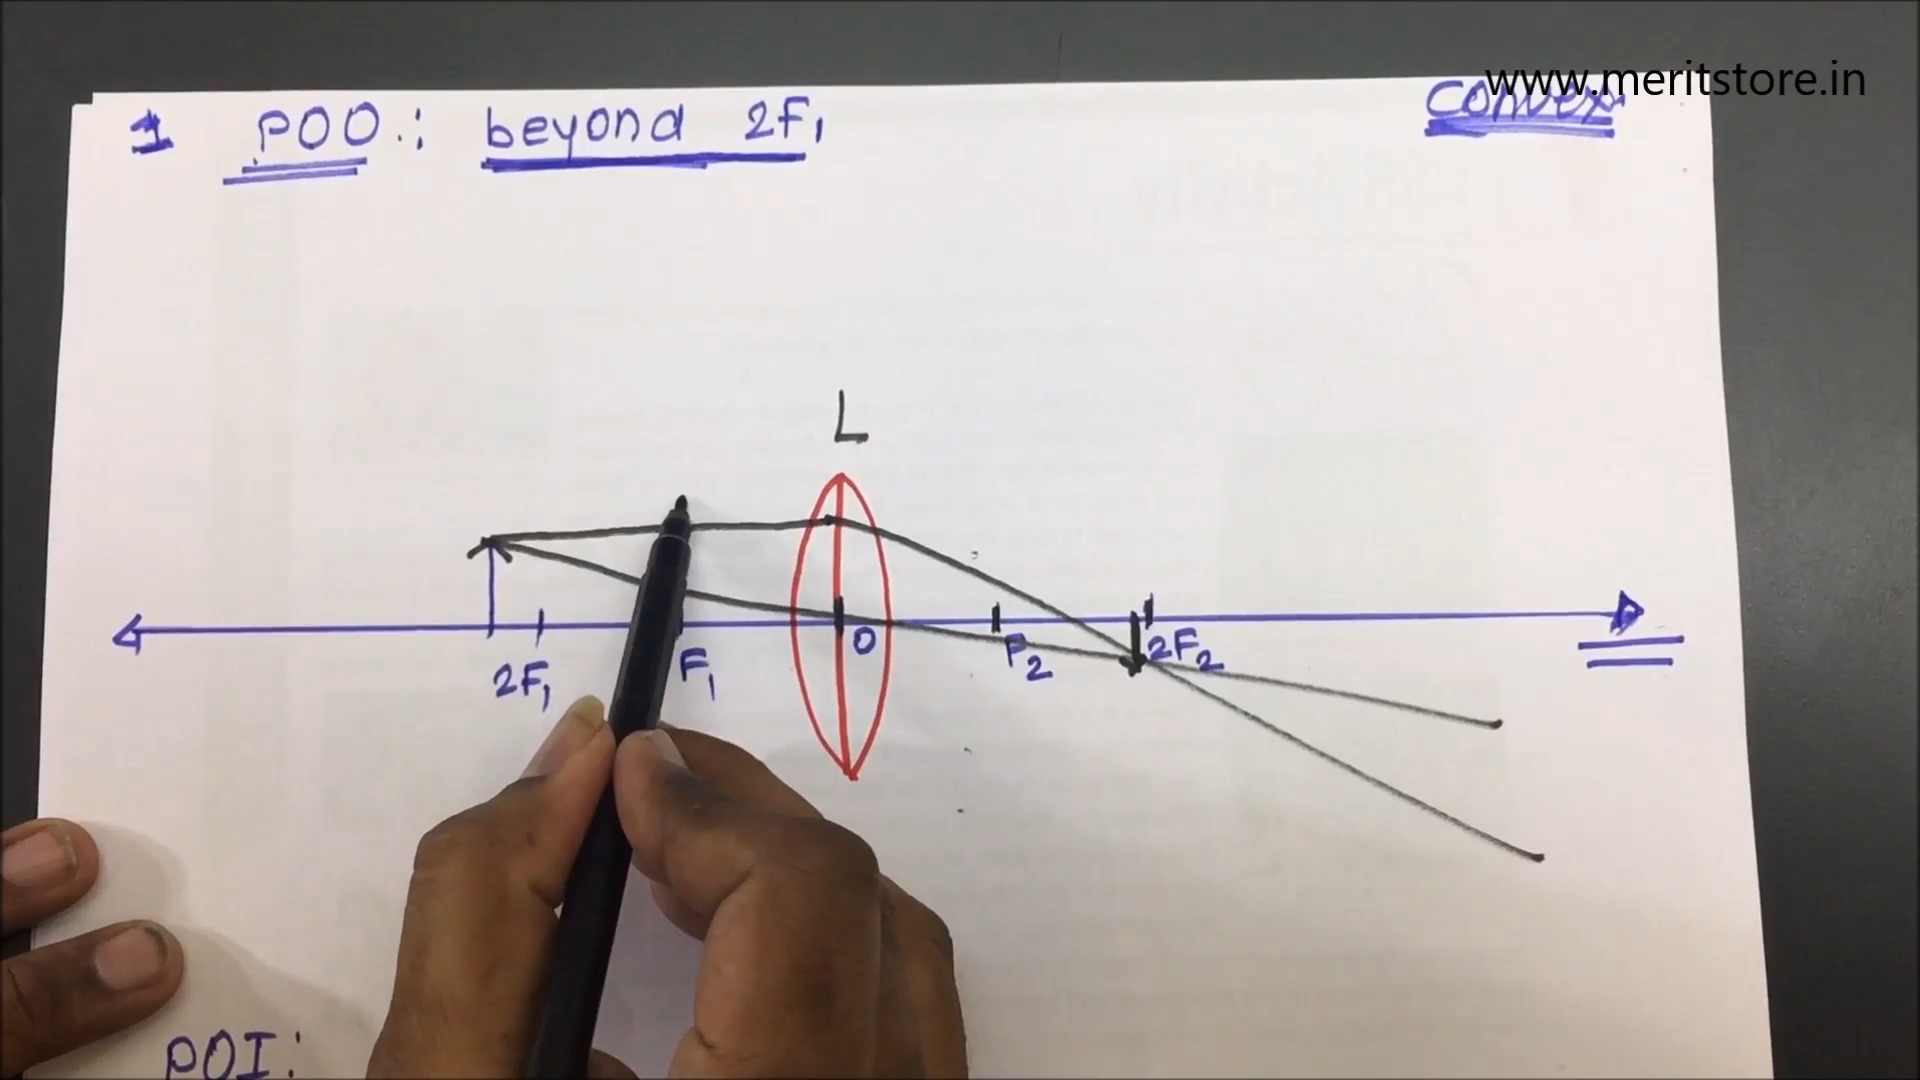 www.meritstore.in
1 POO.: beyond 2F₁
Convex
L
2F₁ F₁ O F₂ 2F₂
POI: